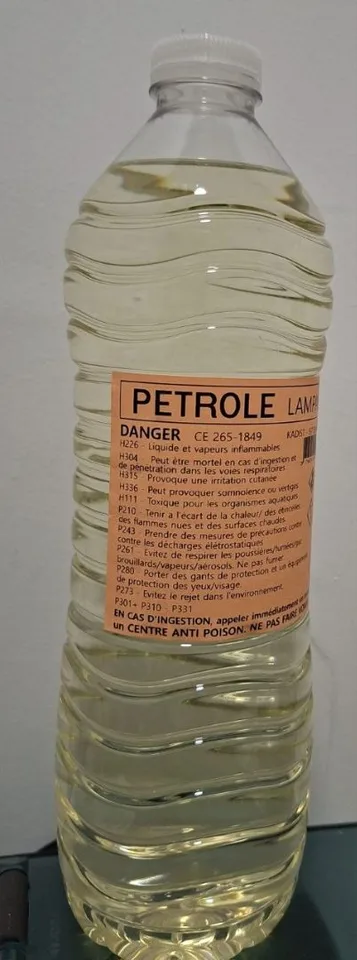 PETROLE LAMPA
DANGER CE 265-1849 KADIST
H226 - Liquide et vapeurs inflammables
H304 - Peut être mortel en cas d'ingestion et
de pénétration dans les voies respiratoires
H315 - Provoque une irritation cutanée
H336 - Peut provoquer somnolence ou vertiges
H111 - Toxique pour les organismes aquatiques
P210 - Tenir à l'ecart de la chaleur/ des étincelles
des flammes nues et des surfaces chaudes
P243 - Prendre des mesures de précautions contre
contre les décharges élétrostatiques
P261 - Evitez de respirer les poussières/fumées/gaz
brouillards/vapeurs/aérosols. Ne pas fumer
P280 - Porter des gants de protection et un équipement
de protection des yeux/visage.
P273 - Evitez le rejet dans l'environnement.
P301+ P310 - P331
EN CAS D'INGESTION, appeler immédiatement
un CENTRE ANTI POISON. NE PAS FAIRE